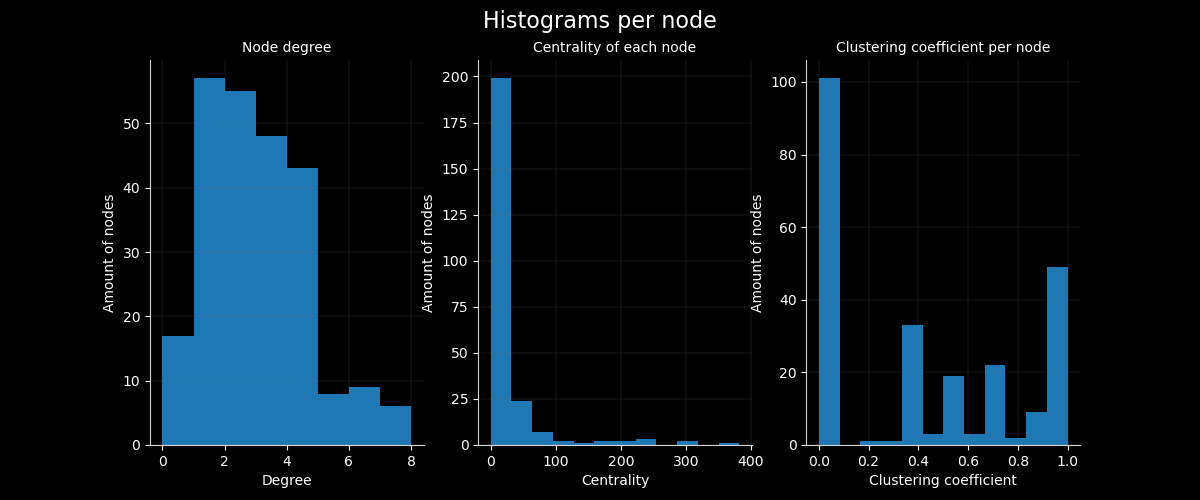 Histograms per node
Node degree
Amount of nodes
50
40
30
20
10
0
0 2 4 6 8
Degree
Centrality of each node
Amount of nodes
200
175
150
125
100
75
50
25
0
0 100 200 300 400
Centrality
Clustering coefficient per node
Amount of nodes
100
80
60
40
20
0
0.0 0.2 0.4 0.6 0.8 1.0
Clustering coefficient